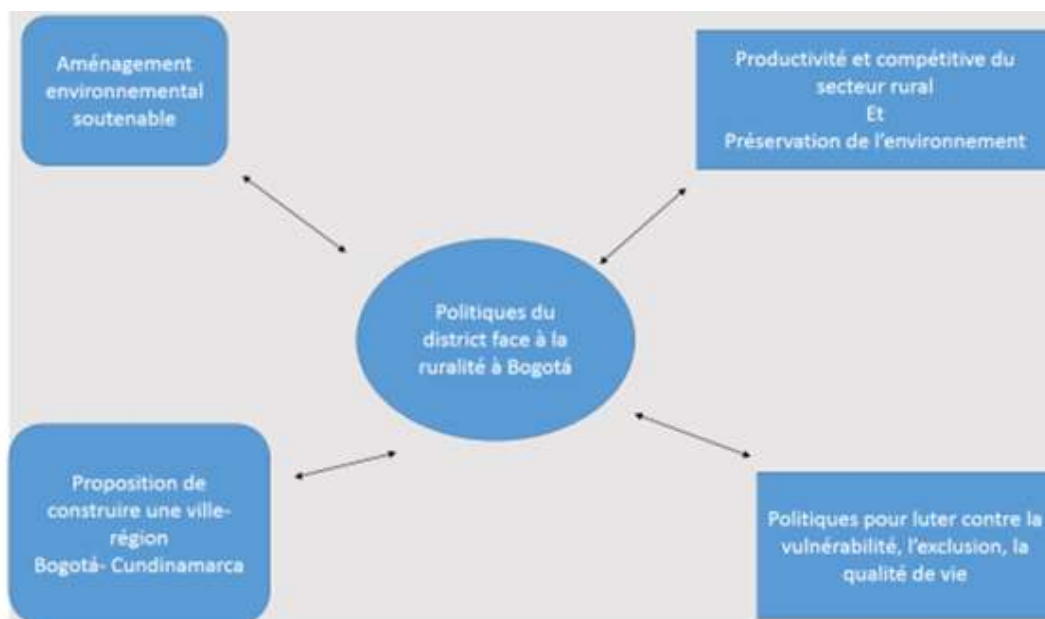 Aménagement
environnemental
soutenable
Productivité et compétitive du
secteur rural
Et
Préservation de l'environnement
Politiques du
district face à la
ruralité à Bogotá
Proposition de
construire une ville-
région
Bogotá- Cundinamarca
Politiques pour luter contre la
vulnérabilité, l'exclusion, la
qualité de vie